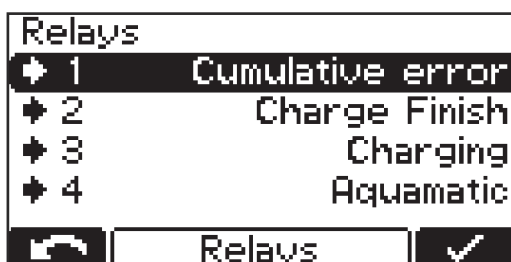 Relays
1 Cumulative error
2 Charge Finish
3 Charging
4 Aquamatic
Relays